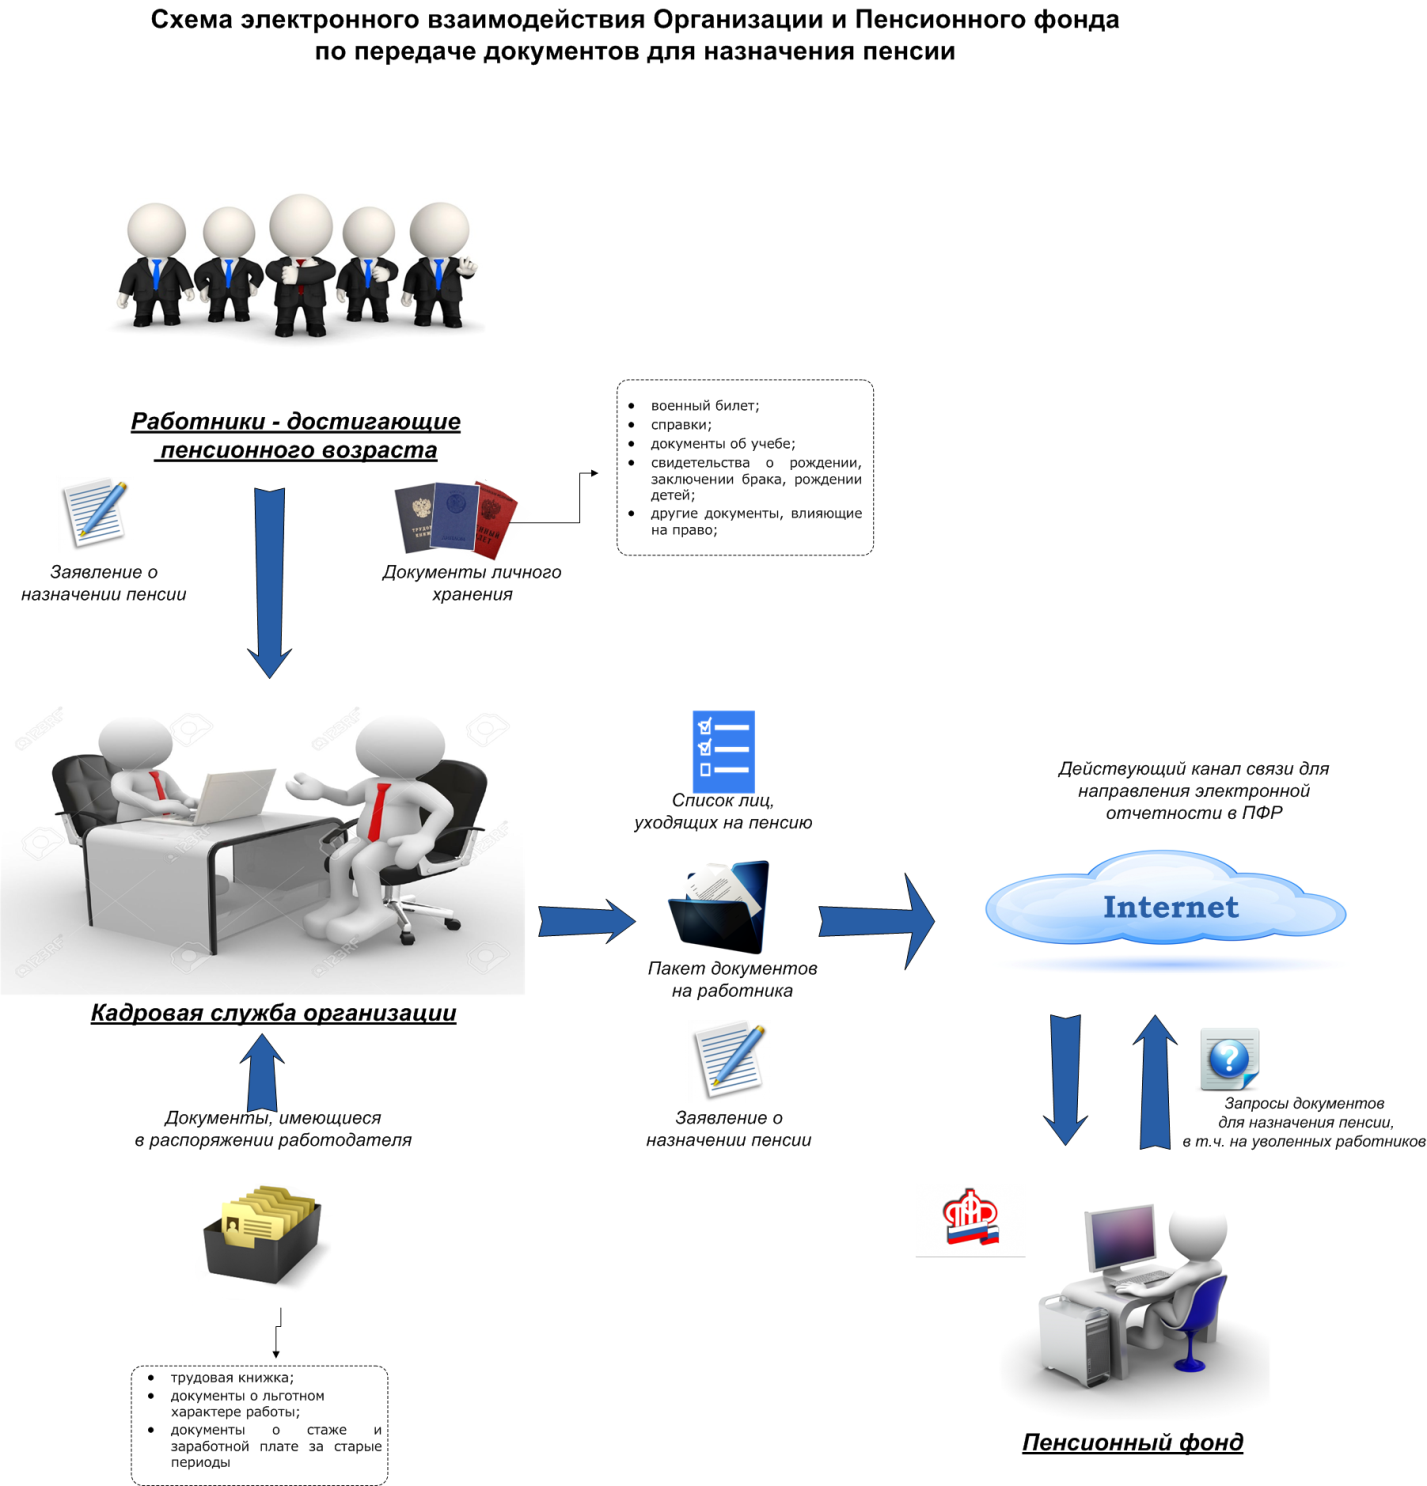 Схема электронного взаимодействия Организации и Пенсионного фонда
по передаче документов для назначения пенсии
Работники - достигающие
пенсионного возраста
• военный билет;
• справки;
• документы об учебе;
• свидетельства о рождении,
заключении брака, рождении
детей;
• другие документы, влияющие
на право;
Заявление о
назначении пенсии
Документы личного
хранения
Список лиц,
уходящих на пенсию
Действующий канал связи для
направления электронной
отчетности в ПФР
Internet
Пакет документов
на работника
Кадровая служба организации
Заявление о
назначении пенсии
Документы, имеющиеся
в распоряжении работодателя
Запросы документов
для назначения пенсии,
в т.ч. на уволенных работников
• трудовая книжка;
• документы о льготном
характере работы;
• документы о стаже и
заработной плате за старые
периоды
Пенсионный фонд